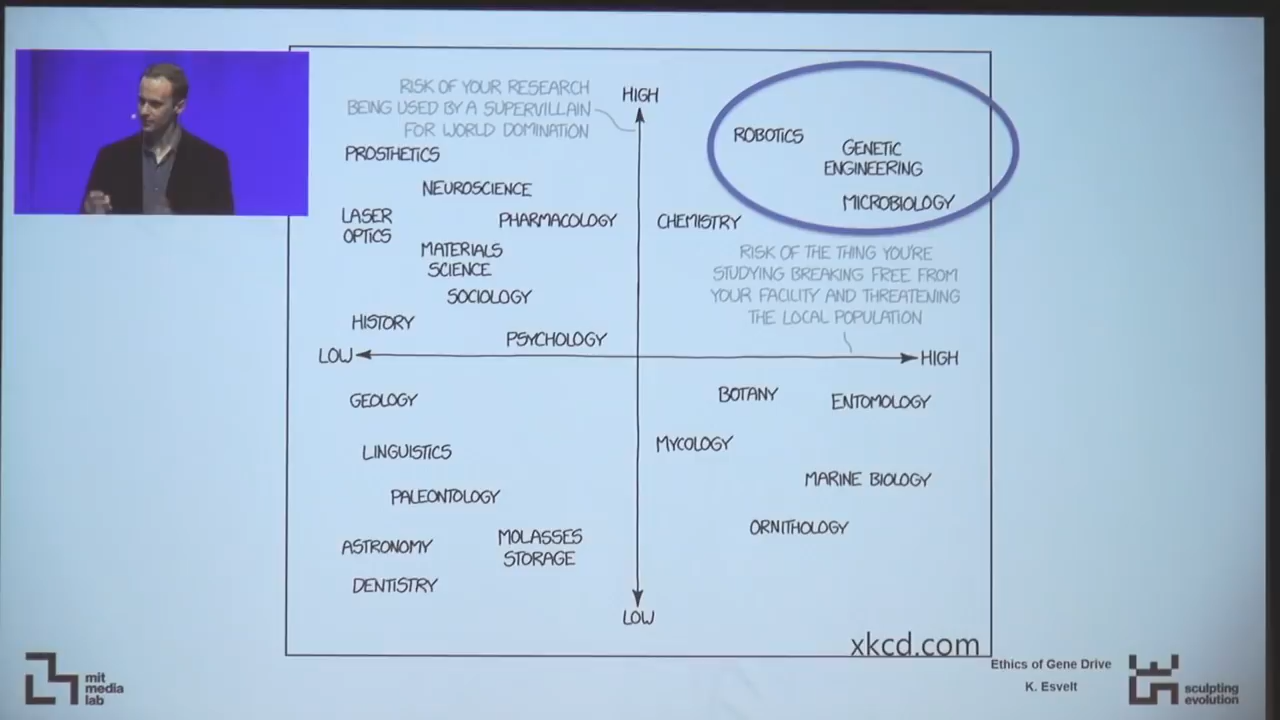 RISK OF YOUR RESEARCH
BEING USED BY A SUPERVILLAIN
FOR WORLD DOMINATION
HIGH
PROSTHETICS
NEUROSCIENCE
LASER
OPTICS
PHARMACOLOGY
MATERIALS
SCIENCE
SOCIOLOGY
HISTORY
PSYCHOLOGY
ROBOTICS
GENETIC
ENGINEERING
MICROBIOLOGY
CHEMISTRY
RISK OF THE THING YOU'RE
STUDYING BREAKING FREE FROM
YOUR FACILITY AND THREATENING
THE LOCAL POPULATION
LOW
HIGH
GEOLOGY
LINGUISTICS
PALEONTOLOGY
ASTRONOMY
MOLASSES
STORAGE
DENTISTRY
BOTANY
ENTOMOLOGY
MYCOLOGY
MARINE BIOLOGY
ORNITHOLOGY
LOW
xkcd.com
mit
media
lab
Ethics of Gene Drive
K. Esvelt
sculpting
evolution